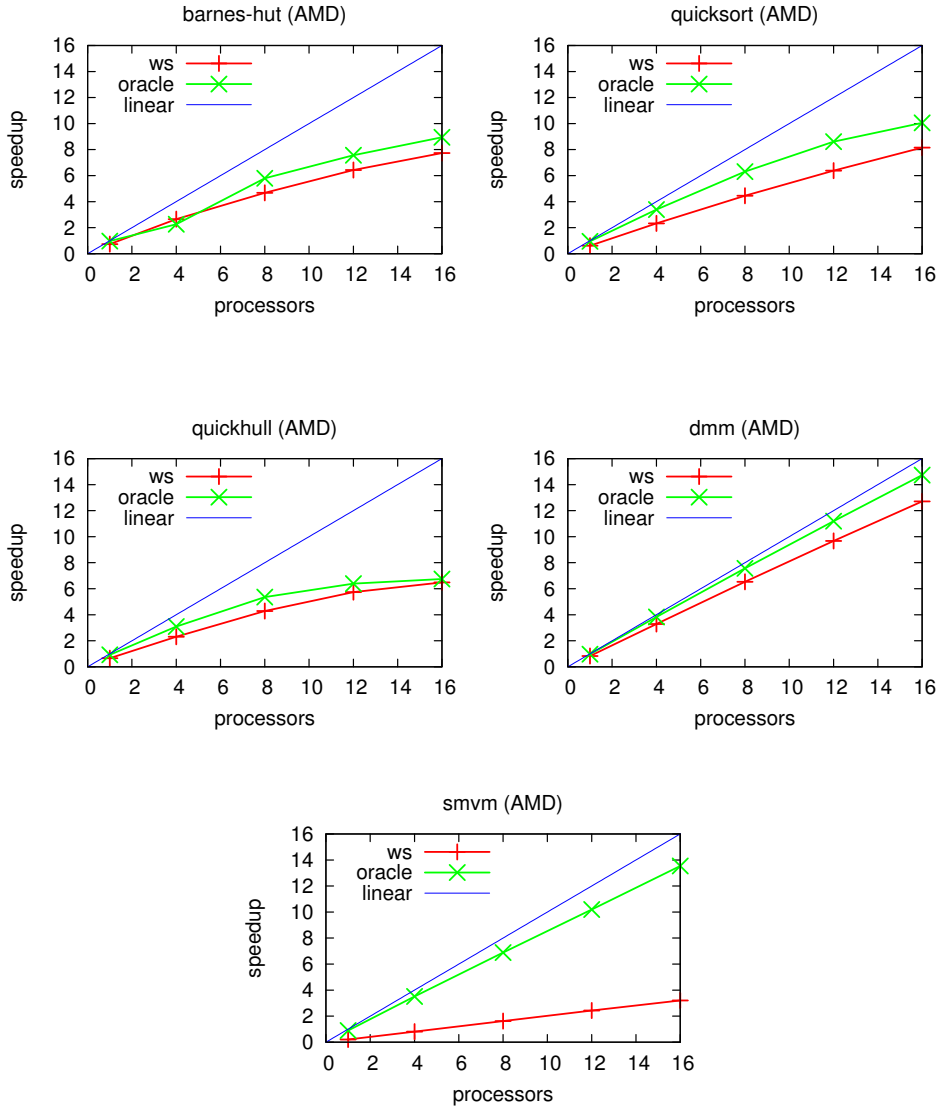 barnes-hut (AMD)
speedup
16
14
12
10
8
6
4
2
0
ws
oracle
linear
0 2 4 6 8 10 12 14 16
processors
quicksort (AMD)
speedup
16
14
12
10
8
6
4
2
0
ws
oracle
linear
0 2 4 6 8 10 12 14 16
processors
quickhull (AMD)
speedup
16
14
12
10
8
6
4
2
0
ws
oracle
linear
0 2 4 6 8 10 12 14 16
processors
dmm (AMD)
speedup
16
14
12
10
8
6
4
2
0
ws
oracle
linear
0 2 4 6 8 10 12 14 16
processors
smvm (AMD)
speedup
16
14
12
10
8
6
4
2
0
ws
oracle
linear
0 2 4 6 8 10 12 14 16
processors